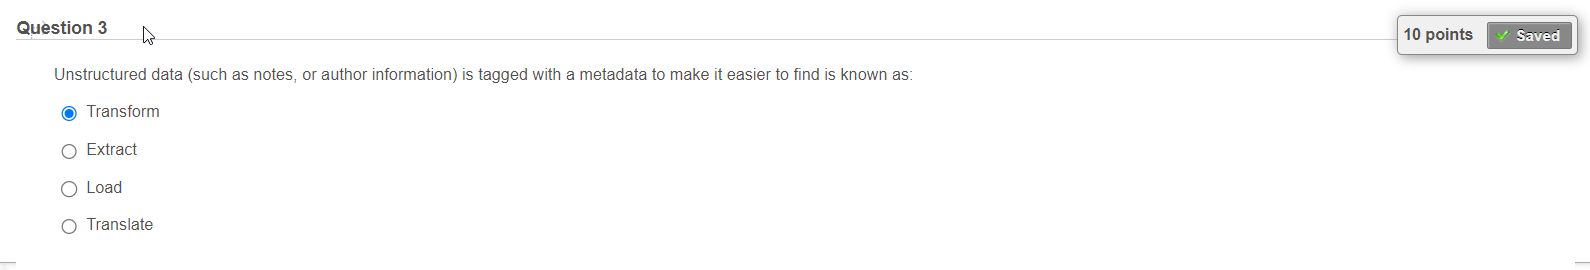 Question 3
10 points
Saved
Unstructured data (such as notes, or author information) is tagged with a metadata to make it easier to find is known as:
Transform
Extract
Load
Translate